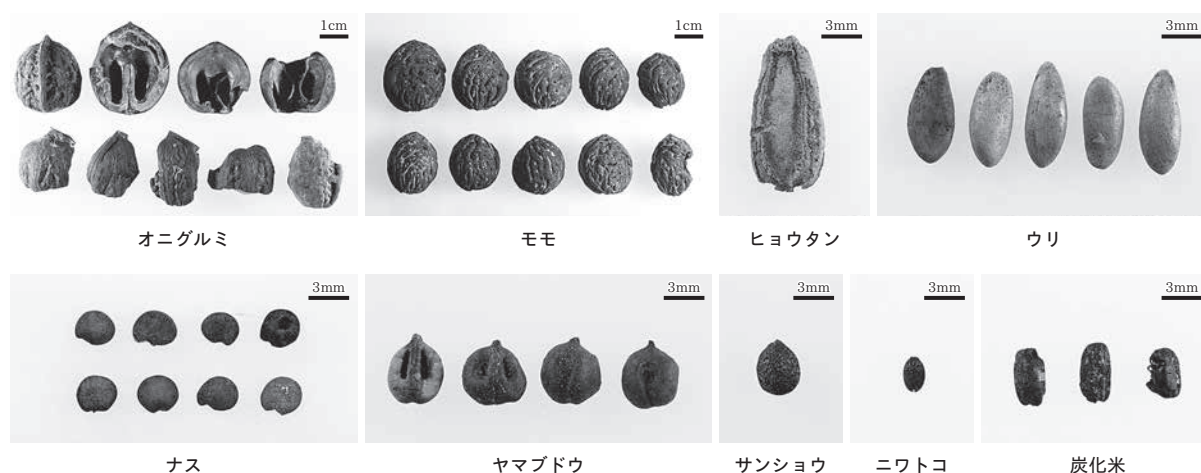 1cm
1cm
3mm
3mm
オニグルミ
モモ
ヒョウタン
ウリ
3mm
3mm
3mm
3mm
3mm
ナス
ヤマブドウ
サンショウ
ニワトコ
炭化米